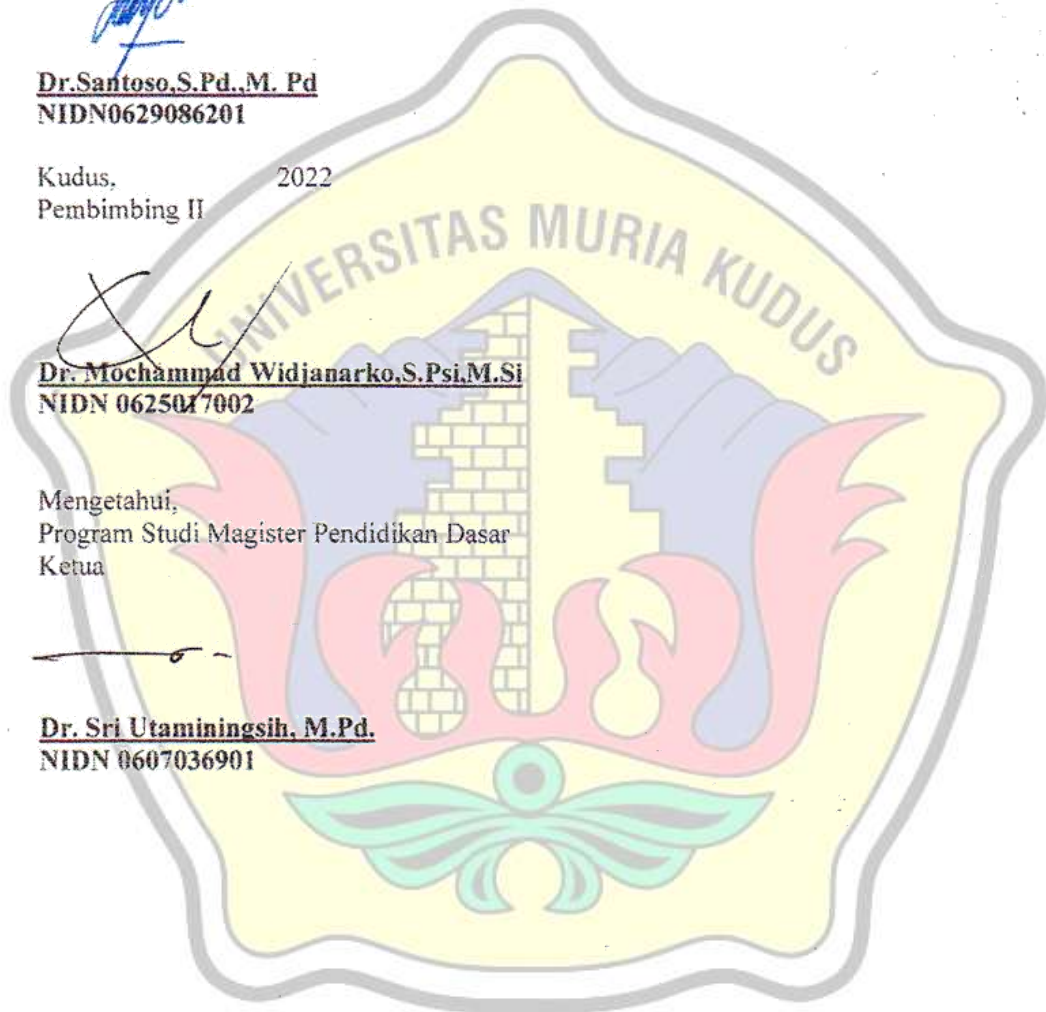 Dr.Santoso,S.Pd.,M. Pd
NIDN0629086201
Kudus, 2022
Pembimbing II
UNIVERSITAS MURIA KUDUS
Dr. Mochammad Widjanarko,S.Psi,M.Si
NIDN 0625017002
Mengetahui,
Program Studi Magister Pendidikan Dasar
Ketua
Dr. Sri Utaminingsih, M.Pd.
NIDN 0607036901